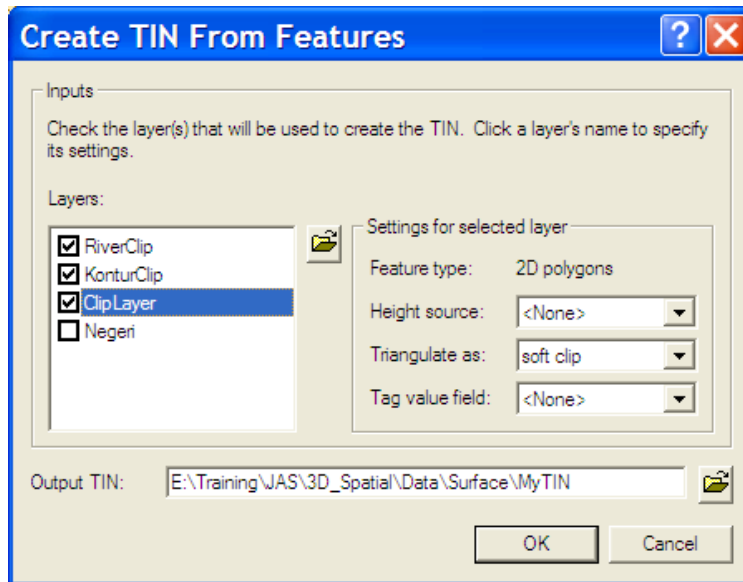 Create TIN From Features
Inputs
Check the layer(s) that will be used to create the TIN. Click a layer's name to specify
its settings.
Layers:
RiverClip
KonturClip
ClipLayer
Negeri
Settings for selected layer
Feature type: 2D polygons
Height source: <None>
Triangulate as: soft clip
Tag value field: <None>
Output TIN: E:\Training\JAS\3D_Spatial\Data\Surface\MyTIN
OK Cancel